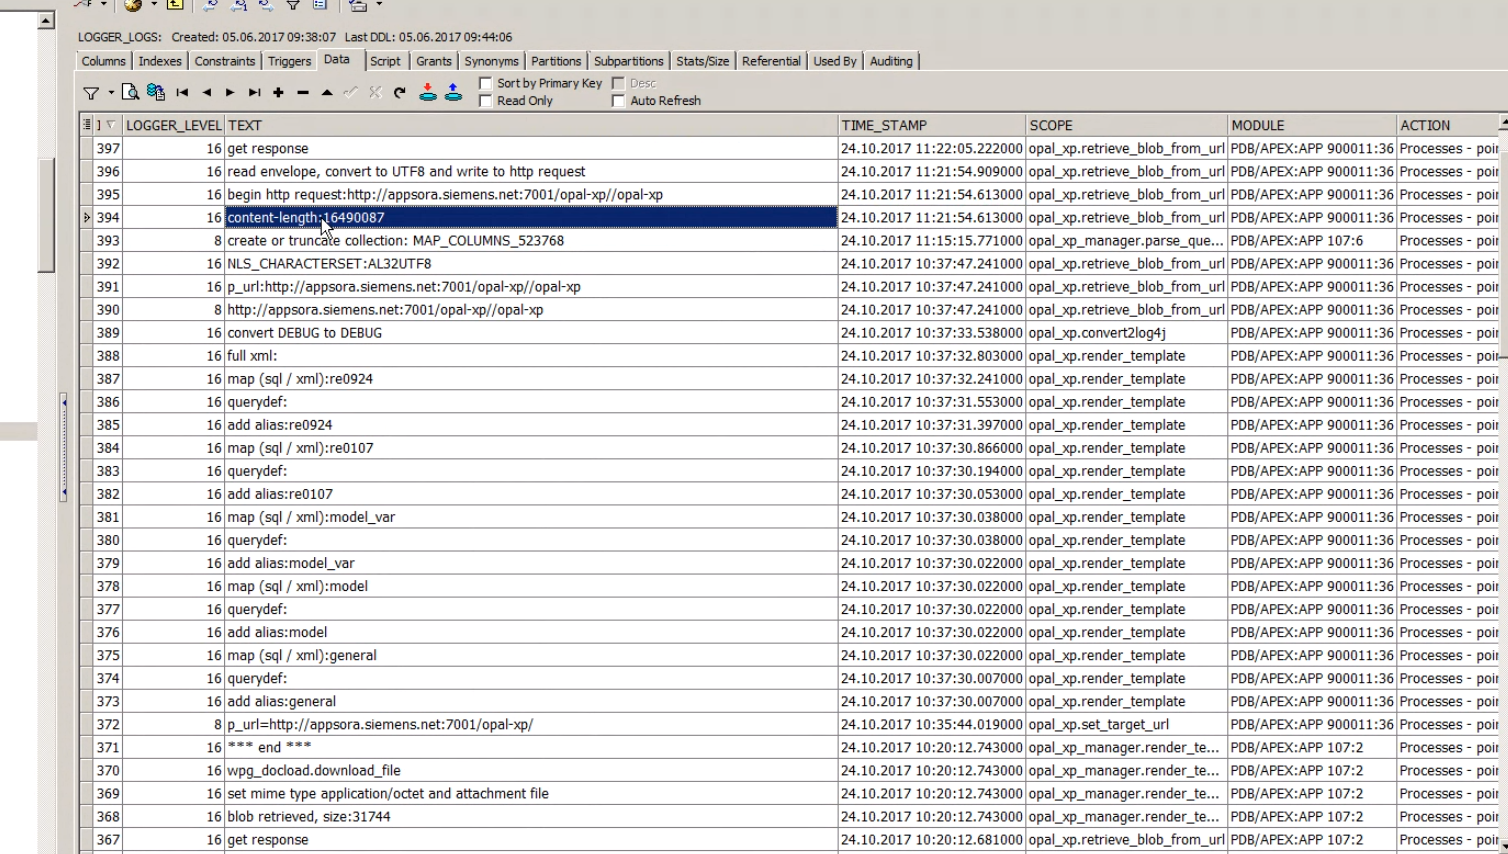 LOGGER_LOGS: Created: 05.06.2017 09:38:07 Last DDL: 05.06.2017 09:44:06
Columns Indexes Constraints Triggers Data Script Grants Synonyms Partitions Subpartitions Stats/Size Referential Used By Auditing
Sort by Primary Key Desc
Read Only Auto Refresh
LOGGER_LEVEL TEXT TIME_STAMP SCOPE MODULE ACTION
397 16 get response 24.10.2017 11:22:05.222000 opal_xp.retrieve_blob_from_url PDB/APEX:APP 900011:36 Processes - poin
396 16 read envelope, convert to UTF8 and write to http request 24.10.2017 11:21:54.909000 opal_xp.retrieve_blob_from_url PDB/APEX:APP 900011:36 Processes - poin
395 16 begin http request:http://appsora.siemens.net:7001/opal-xp//opal-xp 24.10.2017 11:21:54.613000 opal_xp.retrieve_blob_from_url PDB/APEX:APP 900011:36 Processes - poin
394 16 content-length:16490087 24.10.2017 11:21:54.613000 opal_xp.retrieve_blob_from_url PDB/APEX:APP 900011:36 Processes - poin
393 8 create or truncate collection: MAP_COLUMNS_523768 24.10.2017 11:15:15.771000 opal_xp_manager.parse_que... PDB/APEX:APP 107:6 Processes - poin
392 16 NLS_CHARACTERSET:AL32UTF8 24.10.2017 10:37:47.241000 opal_xp.retrieve_blob_from_url PDB/APEX:APP 900011:36 Processes - poin
391 16 p_url:http://appsora.siemens.net:7001/opal-xp//opal-xp 24.10.2017 10:37:47.241000 opal_xp.retrieve_blob_from_url PDB/APEX:APP 900011:36 Processes - poin
390 8 http://appsora.siemens.net:7001/opal-xp//opal-xp 24.10.2017 10:37:47.241000 opal_xp.retrieve_blob_from_url PDB/APEX:APP 900011:36 Processes - poin
389 16 convert DEBUG to DEBUG 24.10.2017 10:37:33.538000 opal_xp.convert2log4j PDB/APEX:APP 900011:36 Processes - poin
388 16 full xml: 24.10.2017 10:37:32.803000 opal_xp.render_template PDB/APEX:APP 900011:36 Processes - poin
387 16 map (sql / xml):re0924 24.10.2017 10:37:32.241000 opal_xp.render_template PDB/APEX:APP 900011:36 Processes - poin
386 16 querydef: 24.10.2017 10:37:31.553000 opal_xp.render_template PDB/APEX:APP 900011:36 Processes - poin
385 16 add alias:re0924 24.10.2017 10:37:31.397000 opal_xp.render_template PDB/APEX:APP 900011:36 Processes - poin
384 16 map (sql / xml):re0107 24.10.2017 10:37:30.866000 opal_xp.render_template PDB/APEX:APP 900011:36 Processes - poin
383 16 querydef: 24.10.2017 10:37:30.194000 opal_xp.render_template PDB/APEX:APP 900011:36 Processes - poin
382 16 add alias:re0107 24.10.2017 10:37:30.053000 opal_xp.render_template PDB/APEX:APP 900011:36 Processes - poin
381 16 map (sql / xml):model_var 24.10.2017 10:37:30.038000 opal_xp.render_template PDB/APEX:APP 900011:36 Processes - poin
380 16 querydef: 24.10.2017 10:37:30.038000 opal_xp.render_template PDB/APEX:APP 900011:36 Processes - poin
379 16 add alias:model_var 24.10.2017 10:37:30.022000 opal_xp.render_template PDB/APEX:APP 900011:36 Processes - poin
378 16 map (sql / xml):model 24.10.2017 10:37:30.022000 opal_xp.render_template PDB/APEX:APP 900011:36 Processes - poin
377 16 querydef: 24.10.2017 10:37:30.022000 opal_xp.render_template PDB/APEX:APP 900011:36 Processes - poin
376 16 add alias:model 24.10.2017 10:37:30.022000 opal_xp.render_template PDB/APEX:APP 900011:36 Processes - poin
375 16 map (sql / xml):general 24.10.2017 10:37:30.022000 opal_xp.render_template PDB/APEX:APP 900011:36 Processes - poin
374 16 querydef: 24.10.2017 10:37:30.007000 opal_xp.render_template PDB/APEX:APP 900011:36 Processes - poin
373 16 add alias:general 24.10.2017 10:37:30.007000 opal_xp.render_template PDB/APEX:APP 900011:36 Processes - poin
372 8 p_url=http://appsora.siemens.net:7001/opal-xp/ 24.10.2017 10:35:44.019000 opal_xp.set_target_url PDB/APEX:APP 900011:36 Processes - poin
371 16 *** end *** 24.10.2017 10:20:12.743000 opal_xp_manager.render_te... PDB/APEX:APP 107:2 Processes - poin
370 16 wpg_docload.download_file 24.10.2017 10:20:12.743000 opal_xp_manager.render_te... PDB/APEX:APP 107:2 Processes - poin
369 16 set mime type application/octet and attachment file 24.10.2017 10:20:12.743000 opal_xp_manager.render_te... PDB/APEX:APP 107:2 Processes - poin
368 16 blob retrieved, size:31744 24.10.2017 10:20:12.743000 opal_xp_manager.render_te... PDB/APEX:APP 107:2 Processes - poin
367 16 get response 24.10.2017 10:20:12.681000 opal_xp.retrieve_blob_from_url PDB/APEX:APP 107:2 Processes - poin